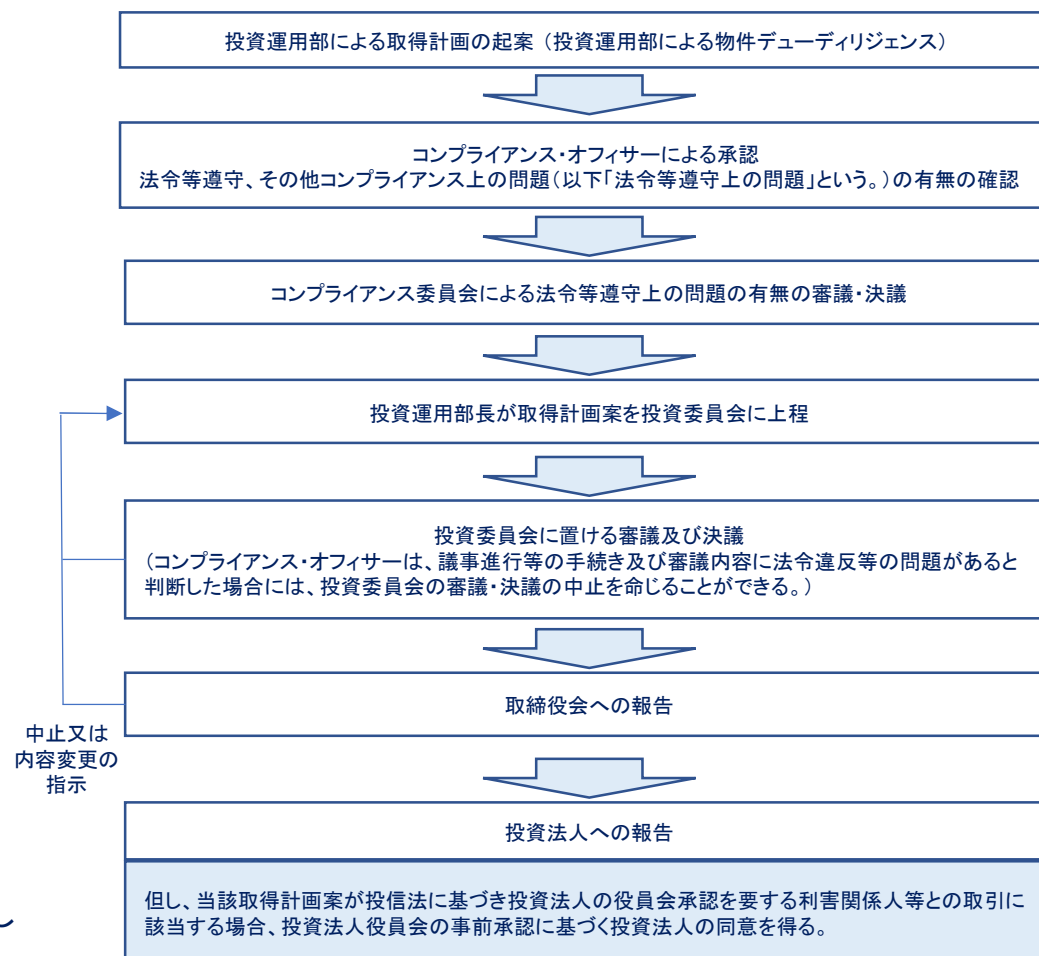 投資運用部による取得計画の起案（投資運用部による物件デューディリジェンス）
コンプライアンス・オフィサーによる承認
法令等遵守、その他コンプライアンス上の問題（以下「法令等遵守上の問題」という。）の有無の確認
コンプライアンス委員会による法令等遵守上の問題の有無の審議・決議
投資運用部長が取得計画案を投資委員会に上程
投資委員会に置ける審議及び決議
（コンプライアンス・オフィサーは、議事進行等の手続き及び審議内容に法令違反等の問題があると
判断した場合には、投資委員会の審議・決議の中止を命じることができる。）
取締役会への報告
中止又は
内容変更の
指示
投資法人への報告
但し、当該取得計画案が投信法に基づき投資法人の役員会承認を要する利害関係人等との取引に
該当する場合、投資法人役員会の事前承認に基づく投資法人の同意を得る。